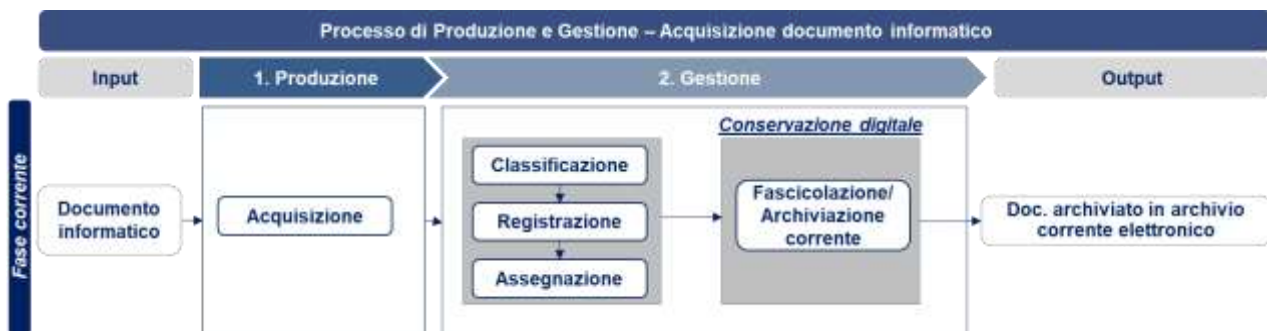 Processo di Produzione e Gestione – Acquisizione documento informatico
Input
1. Produzione
2. Gestione
Output
Fase corrente
Documento
informatico
Acquisizione
Classificazione
Registrazione
Assegnazione
Conservazione digitale
Fascicolazione/
Archiviazione
corrente
Doc. archiviato in archivio
corrente elettronico